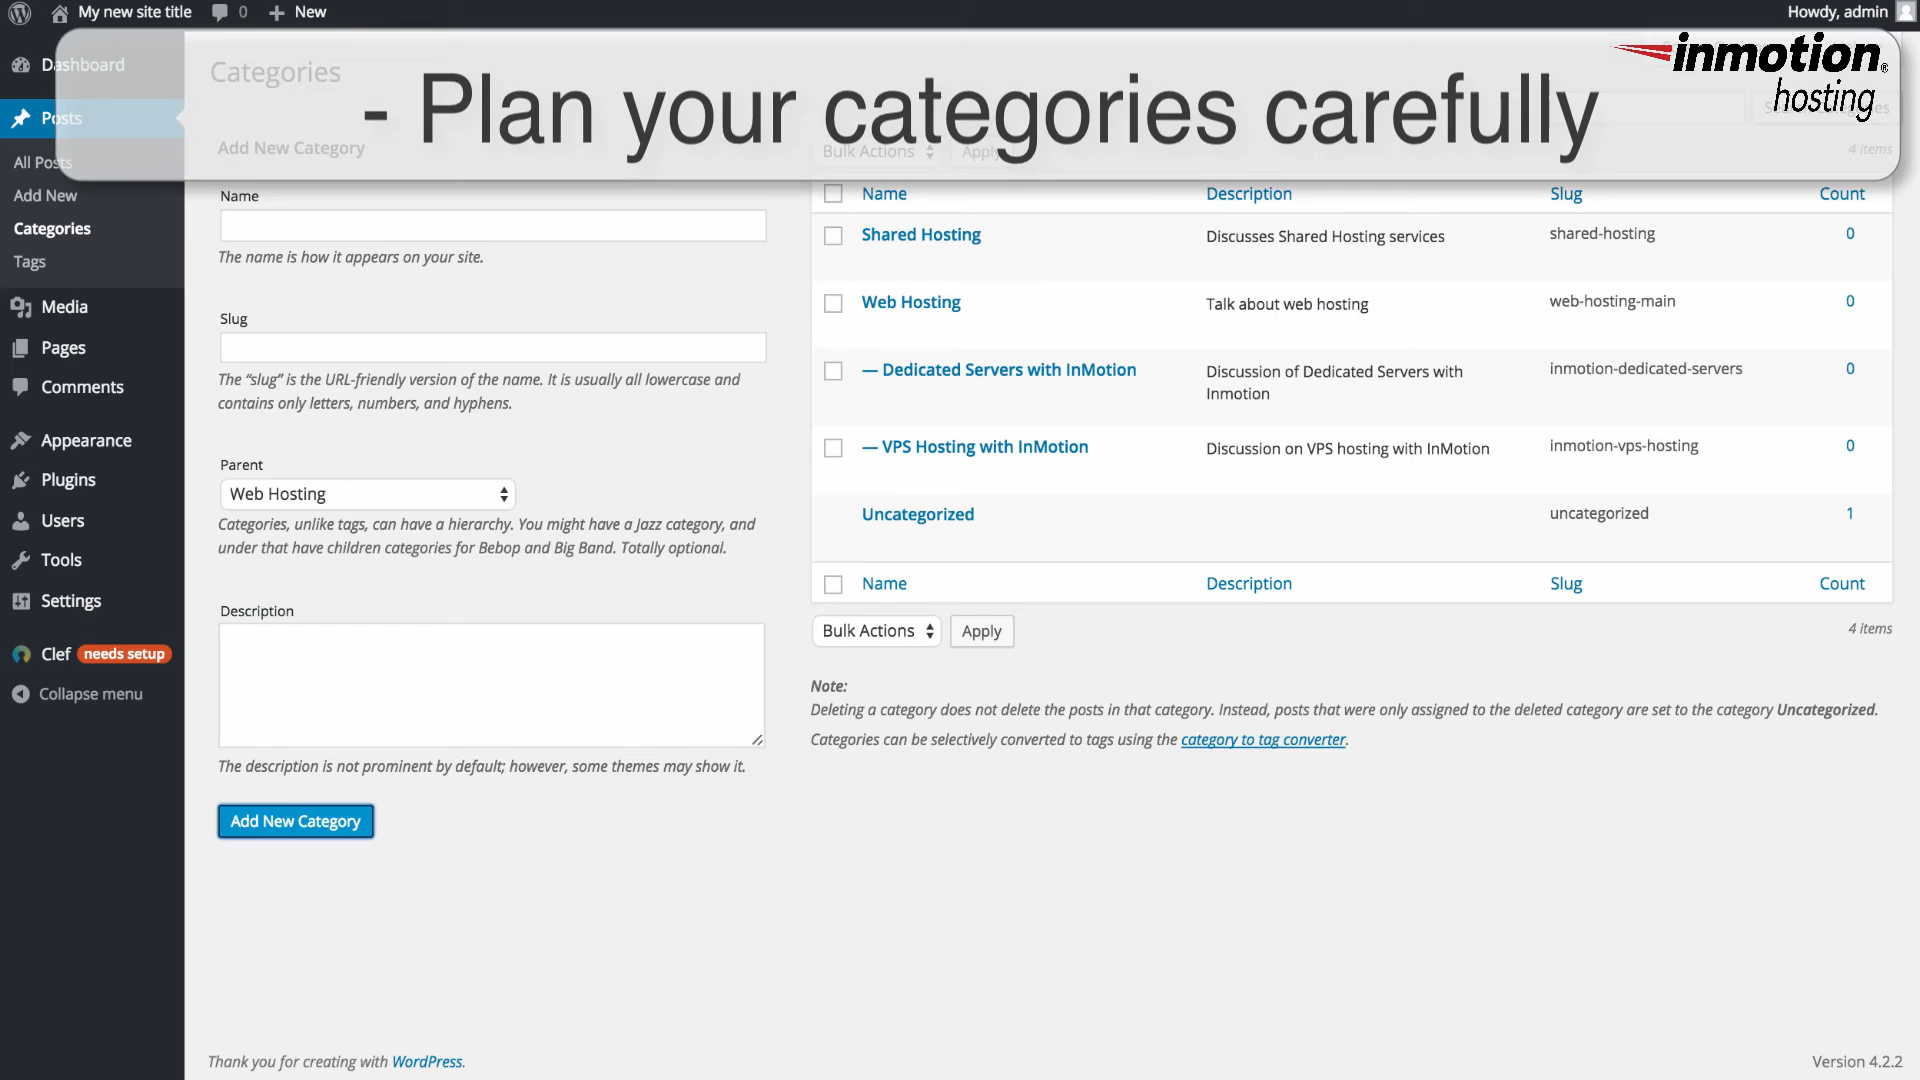 My new site title
0
New
Howdy, admin
inmotion
hosting
Dashboard
Posts
All Posts
Add New
Categories
Tags
Media
Pages
Comments
Appearance
Plugins
Users
Tools
Settings
Clef needs setup
Collapse menu
Categories
- Plan your categories carefully
Add New Category
Name
The name is how it appears on your site.
Slug
The “slug” is the URL-friendly version of the name. It is usually all lowercase and
contains only letters, numbers, and hyphens.
Parent
Web Hosting
Categories, unlike tags, can have a hierarchy. You might have a Jazz category, and
under that have children categories for Bebop and Big Band. Totally optional.
Description
The description is not prominent by default; however, some themes may show it.
Add New Category
Bulk Actions Apply
4 items
Name Description Slug Count
Shared Hosting Discusses Shared Hosting services shared-hosting 0
Web Hosting Talk about web hosting web-hosting-main 0
— Dedicated Servers with InMotion Discussion of Dedicated Servers with inmotion-dedicated-servers 0
Inmotion
— VPS Hosting with InMotion Discussion on VPS hosting with InMotion inmotion-vps-hosting 0
Uncategorized uncategorized 1
Name Description Slug Count
Bulk Actions Apply
4 items
Note:
Deleting a category does not delete the posts in that category. Instead, posts that were only assigned to the deleted category are set to the category Uncategorized.
Categories can be selectively converted to tags using the category to tag converter.
Thank you for creating with WordPress.
Version 4.2.2